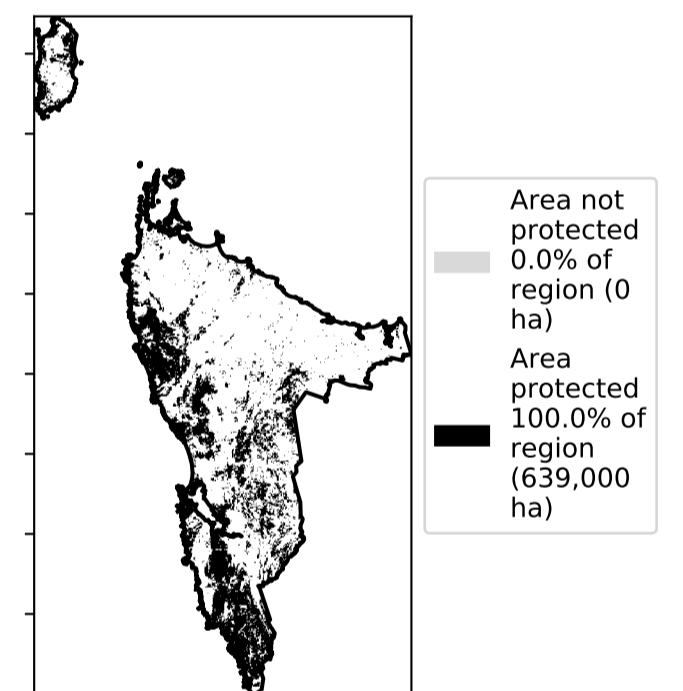 Area not
protected
0.0% of
region (0
ha)
Area
protected
100.0% of
region
(639,000
ha)